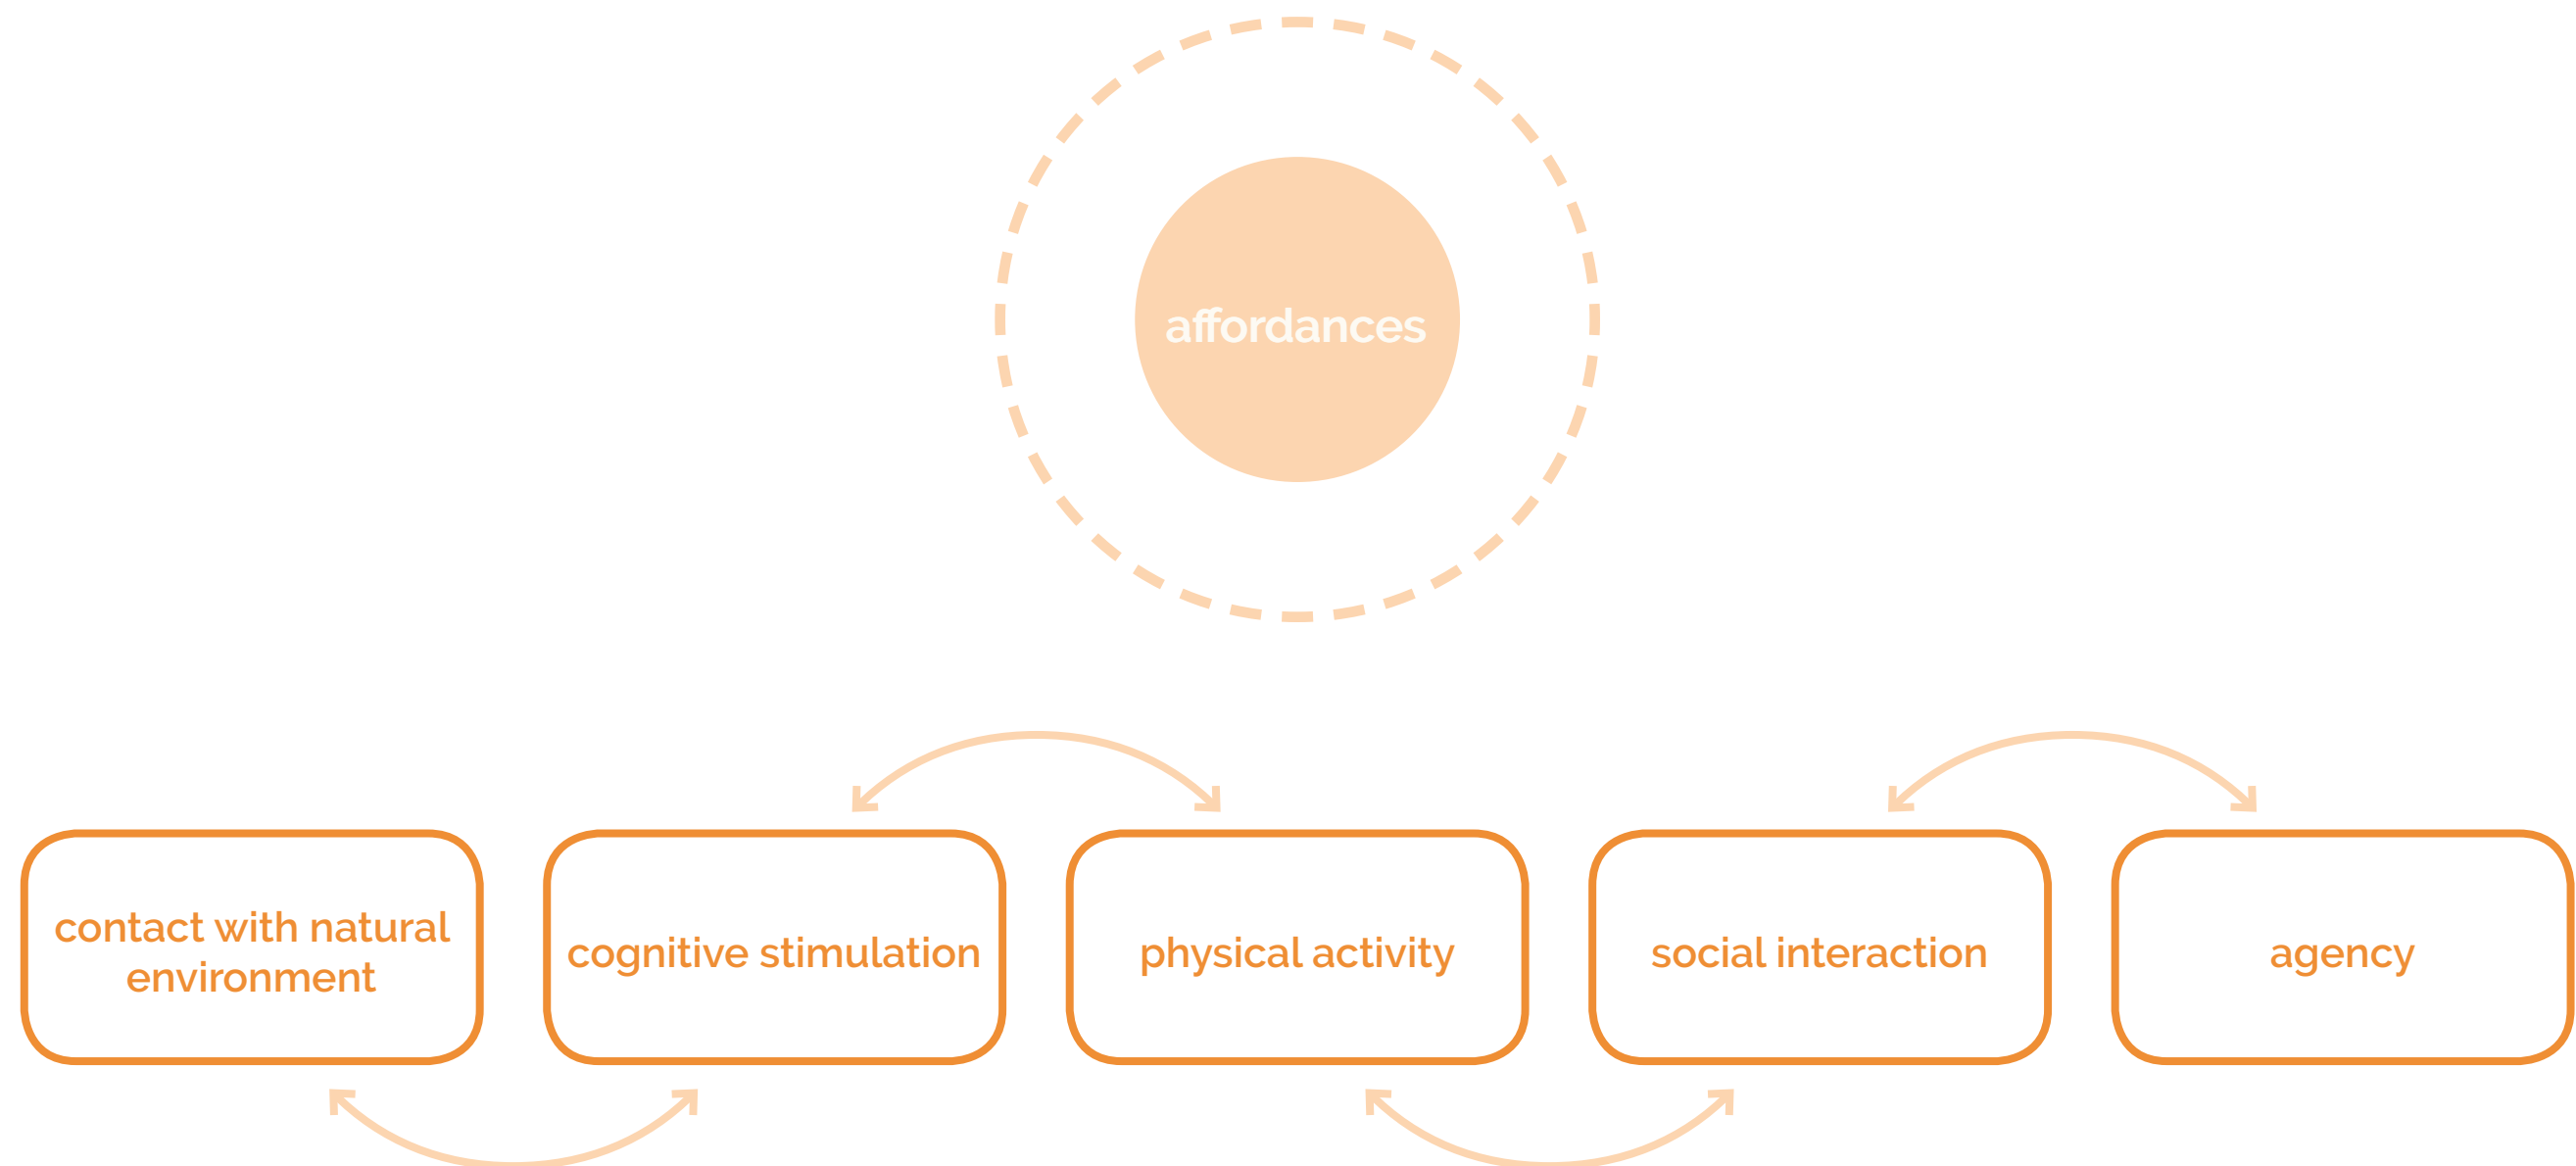 affordances
contact with natural
environment
cognitive stimulation
physical activity
social interaction
agency